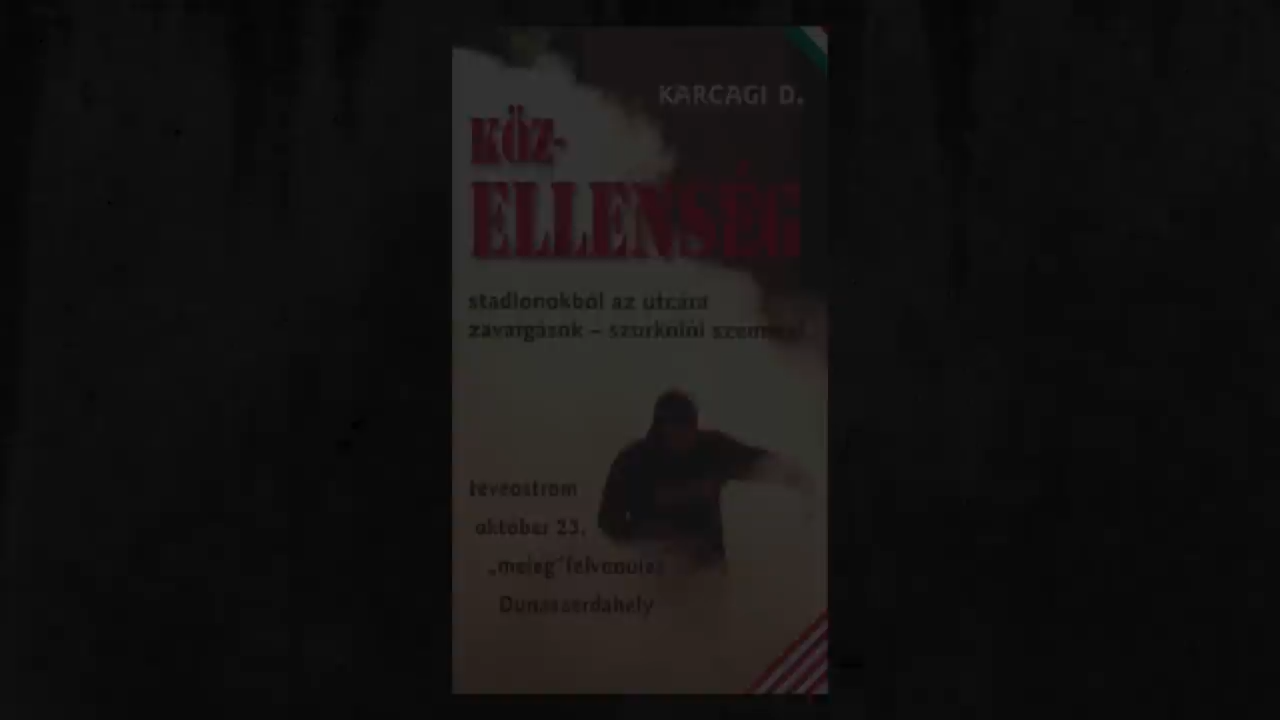 KARCAGI D.
KÖZ-
ELLENSÉG
stadionokból az utcára
zavargások – szurkolói szemmel
tévéostrom
október 23.
„meleg"felvonulás
Dunaszerdahely